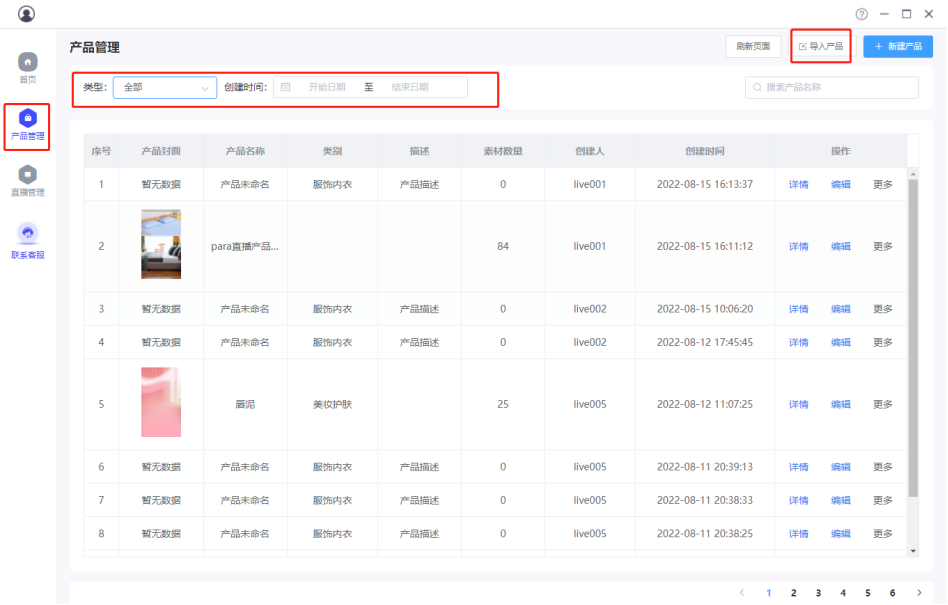 产品管理
刷新页面
导入产品
+ 新建产品
首页
产品管理
直播管理
联系客服
类型: 全部 创建时间: 开始日期 至 结束日期 搜索产品名称
序号 产品封面 产品名称 类别 描述 素材数量 创建人 创建时间 操作
1 暂无数据 产品未命名 服饰内衣 产品描述 0 live001 2022-08-15 16:13:37 详情 编辑 更多
2 para直播产品... 84 live001 2022-08-15 16:11:12 详情 编辑 更多
3 暂无数据 产品未命名 服饰内衣 产品描述 0 live002 2022-08-15 10:06:20 详情 编辑 更多
4 暂无数据 产品未命名 服饰内衣 产品描述 0 live002 2022-08-12 17:45:45 详情 编辑 更多
5 唇泥 美妆护肤 25 live005 2022-08-12 11:07:25 详情 编辑 更多
6 暂无数据 产品未命名 服饰内衣 产品描述 0 live005 2022-08-11 20:39:13 详情 编辑 更多
7 暂无数据 产品未命名 服饰内衣 产品描述 0 live005 2022-08-11 20:38:33 详情 编辑 更多
8 暂无数据 产品未命名 服饰内衣 产品描述 0 live005 2022-08-11 20:38:25 详情 编辑 更多
< 1 2 3 4 5 6 >